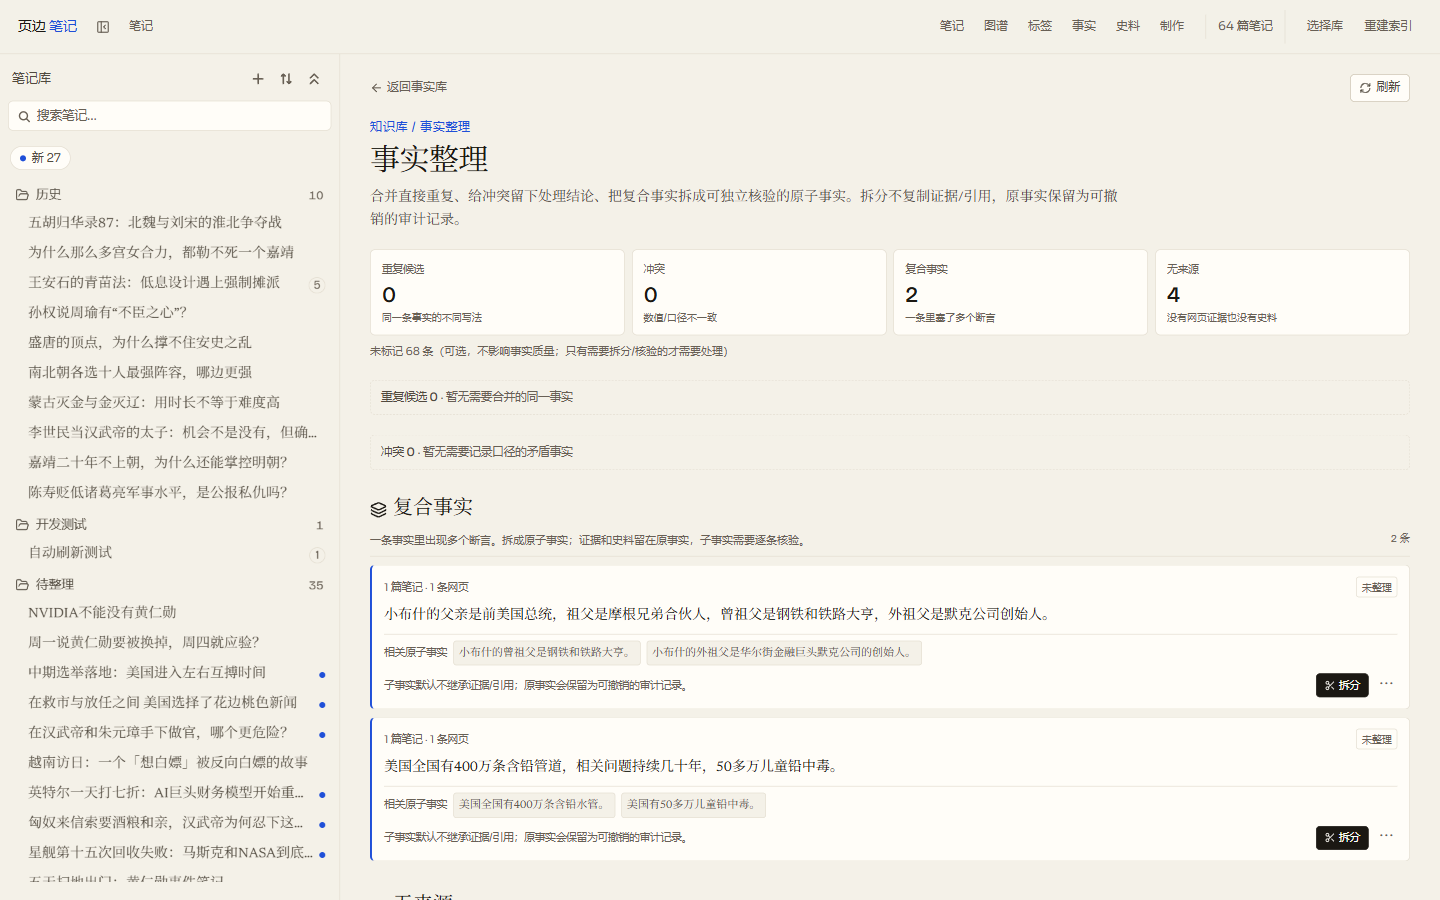 页边 笔记
笔记
笔记 图谱 标签 事实 史料 制作 64 篇笔记 选择库 重建索引
笔记库
搜索笔记...
新 27
历史 10
五胡归华录87：北魏与刘宋的淮北争夺战
为什么那么多宫女合力，都勒不死一个嘉靖
王安石的青苗法：低息设计遇上强制摊派 5
孙权说周瑜有“不臣之心”？
盛唐的顶点，为什么撑不住安史之乱
南北朝各选十人最强阵容，哪边更强
蒙古灭金与金灭辽：用时长不等于难度高
李世民当汉武帝的太子：机会不是没有，但确...
嘉靖二十年不上朝，为什么还能掌控明朝？
陈寿贬低诸葛亮军事水平，是公报私仇吗？
开发测试 1
自动刷新测试 1
待整理 35
NVIDIA不能没有黄仁勋
周一说黄仁勋要被换掉，周四就应验？
中期选举落地：美国进入左右互搏时间
在救市与放任之间 美国选择了花边桃色新闻
在汉武帝和朱元璋手下做官，哪个更危险？
越南访日：一个「想白嫖」被反向白嫖的故事
英特尔一天打七折：AI巨头财务模型开始重...
匈奴来信索要酒粮和亲，汉武帝为何忍下这...
星舰第十五次回收失败：马斯克和NASA到底...
返回事实库
刷新
知识库 / 事实整理
事实整理
合并直接重复、给冲突留下处理结论、把复合事实拆成可独立核验的原子事实。拆分不复制证据/引用，原事实保留为可撤
销的审计记录。
重复候选
0
同一条事实的不同写法
冲突
0
数值/口径不一致
复合事实
2
一条里塞了多个断言
无来源
4
没有网页证据也没有史料
未标记 68 条（可选，不影响事实质量；只有需要拆分/核验的才需要处理）
重复候选 0 · 暂无需要合并的同一事实
冲突 0 · 暂无需要记录口径的矛盾事实
复合事实
一条事实里出现多个断言。拆成原子事实；证据和史料留在原事实，子事实需要逐条核验。 2 条
1 篇笔记 · 1 条网页 未整理
小布什的父亲是前美国总统，祖父是摩根兄弟合伙人，曾祖父是钢铁和铁路大亨，外祖父是默克公司创始人。
相关原子事实 小布什的曾祖父是钢铁和铁路大亨。 小布什的外祖父是华尔街金融巨头默克公司的创始人。
子事实默认不继承证据/引用；原事实会保留为可撤销的审计记录。 拆分 ...
1 篇笔记 · 1 条网页 未整理
美国全国有400万条含铅管道，相关问题持续几十年，50多万儿童铅中毒。
相关原子事实 美国全国有400万条含铅水管。 美国有50多万儿童铅中毒。
子事实默认不继承证据/引用；原事实会保留为可撤销的审计记录。 拆分 ...